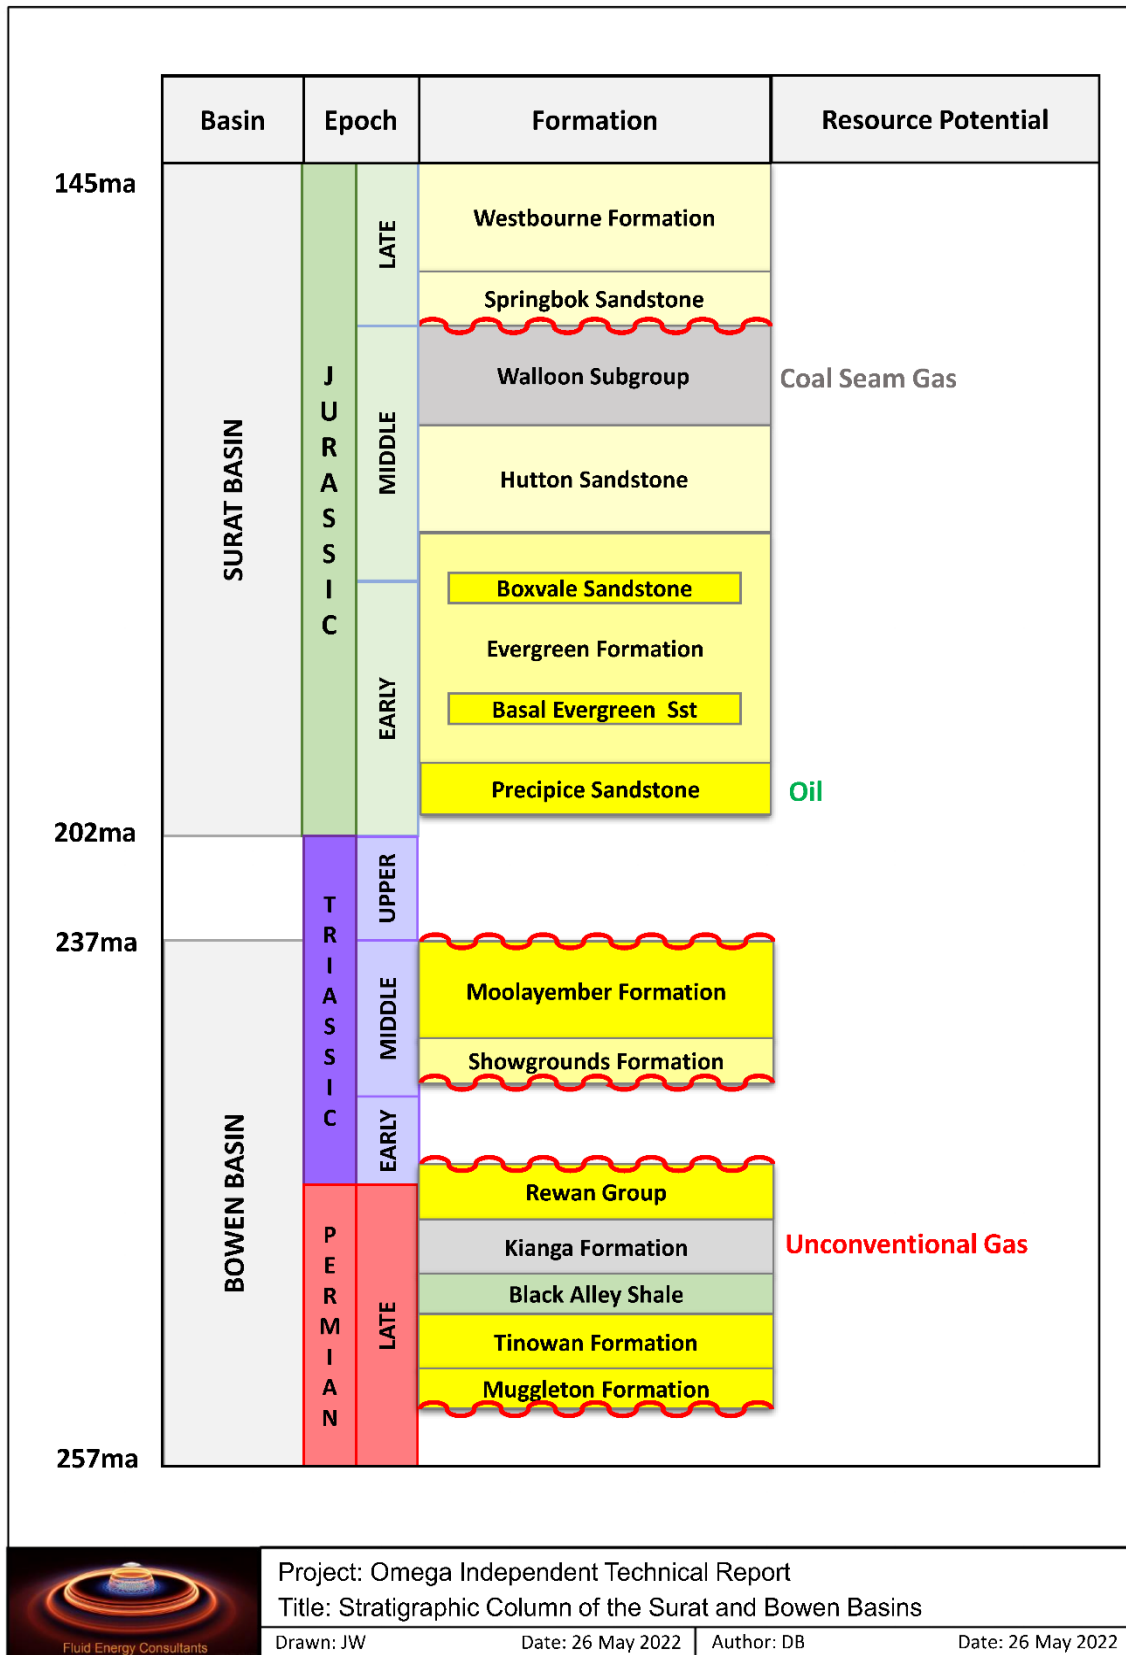 Basin Epoch Formation Resource Potential
145ma
SURAT BASIN
JURASSIC
LATE
Westbourne Formation
Springbok Sandstone
MIDDLE
Walloon Subgroup
Coal Seam Gas
Hutton Sandstone
EARLY
Boxvale Sandstone
Evergreen Formation
Basal Evergreen Sst
Precipice Sandstone
Oil
202ma
TRIASSIC
UPPER
237ma
BOWEN BASIN
MIDDLE
Moolayember Formation
Showgrounds Formation
EARLY
Rewan Group
PERMIAN
LATE
Kianga Formation
Unconventional Gas
Black Alley Shale
Tinowan Formation
Muggleton Formation
257ma
Fluid Energy Consultants
Project: Omega Independent Technical Report
Title: Stratigraphic Column of the Surat and Bowen Basins
Drawn: JW Date: 26 May 2022 Author: DB Date: 26 May 2022